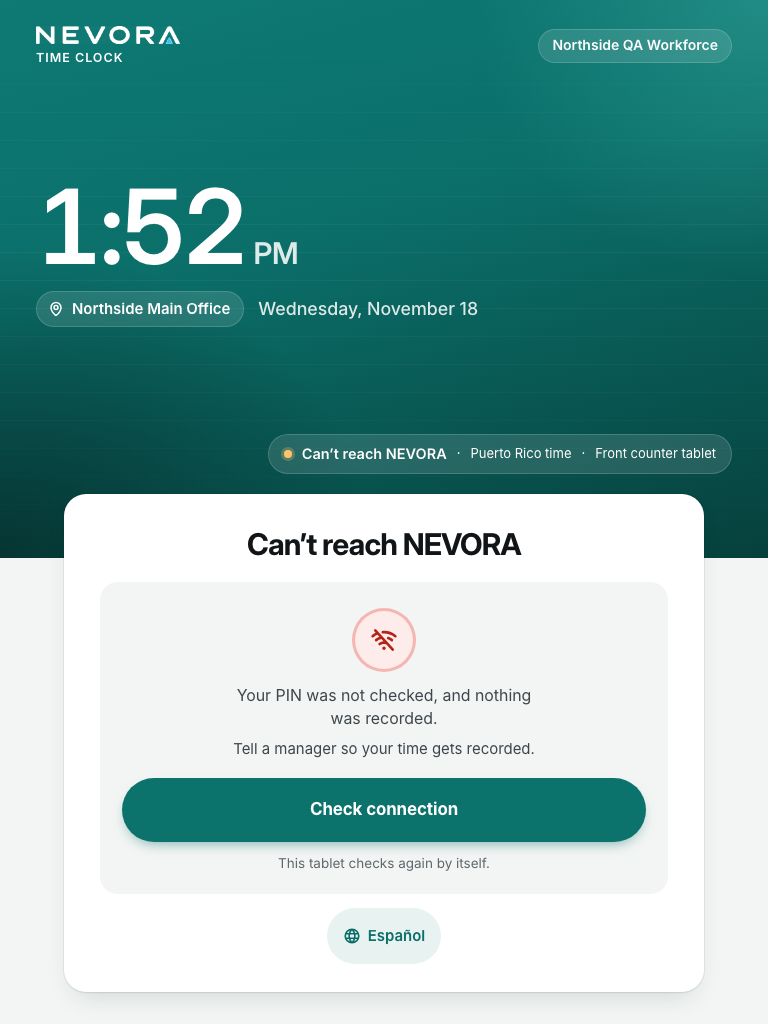 NEVORA
TIME CLOCK
Northside QA Workforce
1:52 PM
Northside Main Office
Wednesday, November 18
Can’t reach NEVORA · Puerto Rico time · Front counter tablet
Can’t reach NEVORA
Your PIN was not checked, and nothing
was recorded.
Tell a manager so your time gets recorded.
Check connection
This tablet checks again by itself.
Español